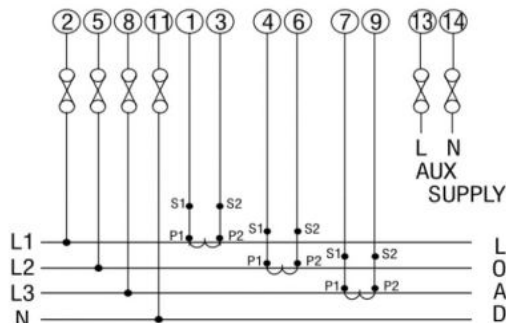 2 5 8 11 1 3 4 6 7 9 13 14
L N
AUX
SUPPLY
S1 S2
S1 S2
P1 P2
L1 L
S1 S2
P1 P2
L2 O
P1 P2
L3 A
N D